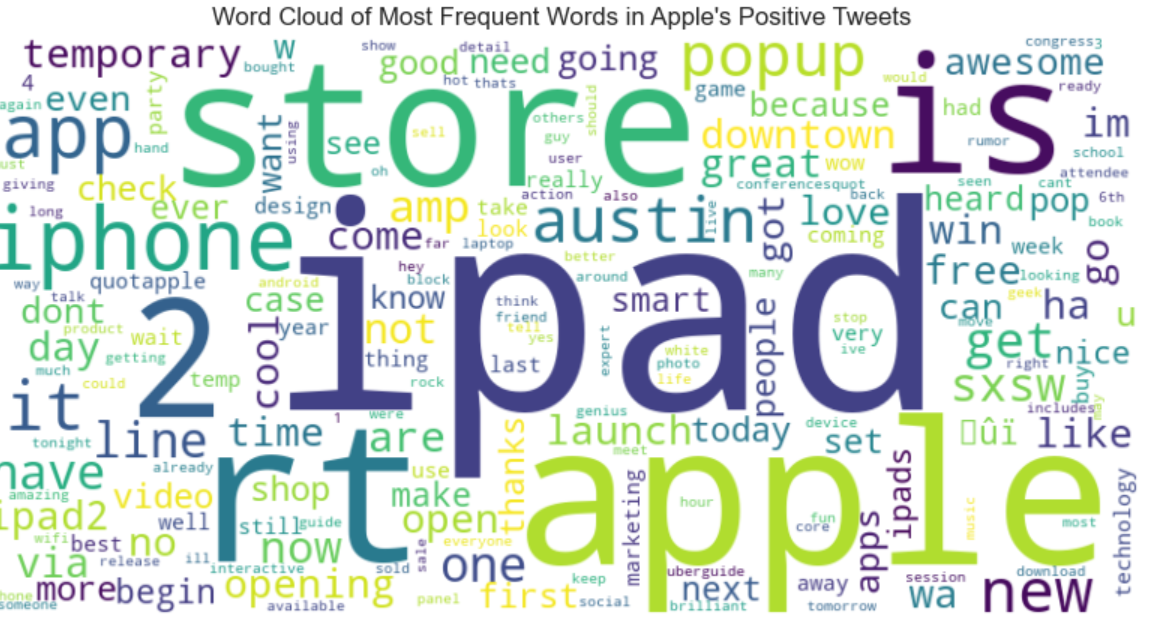 Word Cloud of Most Frequent Words in Apple's Positive Tweets
temporary w show detail good need going popup is awesome congress3
4 bought hot thats game would ready
again even party store because had im
app hand want using see sell others guy should downtown rumor school
ust oh user great wow attendee
giving check really conferencesquot seen cant 6th
long ever design amp take action also austin live got love back heard pop book
iphone come far look laptop coming win week go
way quotapple hey block better around many free looking
talk android case know ipad smart people can geek ha
dont product wait 2 cool year not think friend tell yes stop very ive move u
day getting thing last expert white photo life get nice
much could temp rock right buy
it 1 were genius sxsw includes may
tonight line time are launch today device set ûï like
have already rt use thanks meet apple ipads
amazing video shop make marketing hour technology
ipad2 well still guide open fun core apps music most
wifi best no now everyone
via release ill interactive sold sale one uberguide session download
phone more begin opening first keep next away wa new
someone available panel social brilliant tomorrow